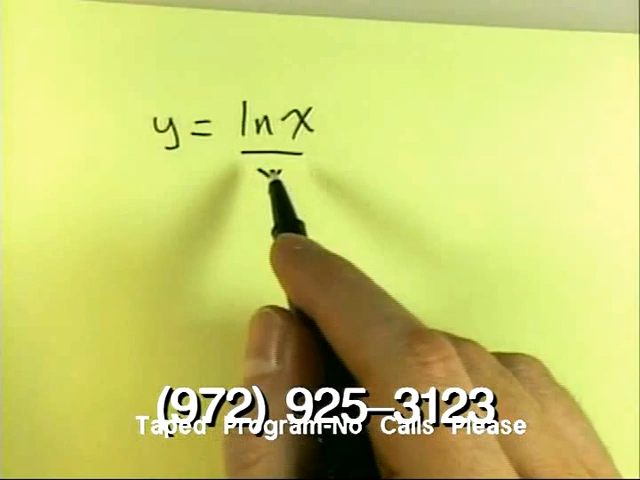 y = ln x
(972) 925-3123
Taped Program-No Calls Please